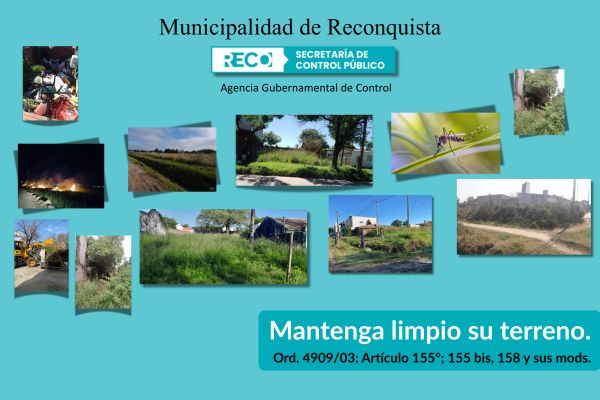 Municipalidad de Reconquista
RECO
SECRETARÍA DE
CONTROL PÚBLICO
Agencia Gubernamental de Control
Mantenga limpio su terreno.
Ord. 4909/03: Artículo 155°; 155 bis, 158 y sus mods.